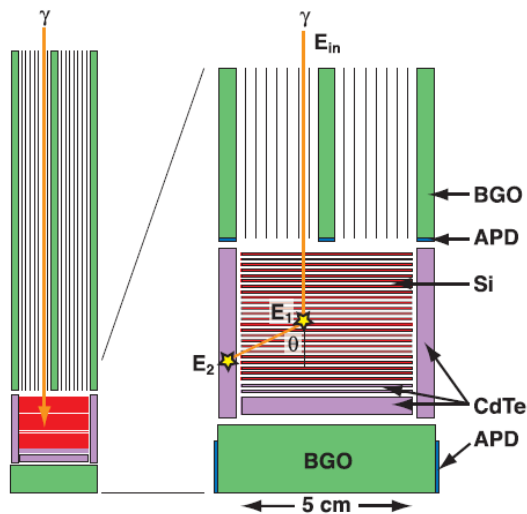 γ
γ
E_in
BGO
APD
Si
E_1
θ
E_2
CdTe
APD
BGO
5 cm